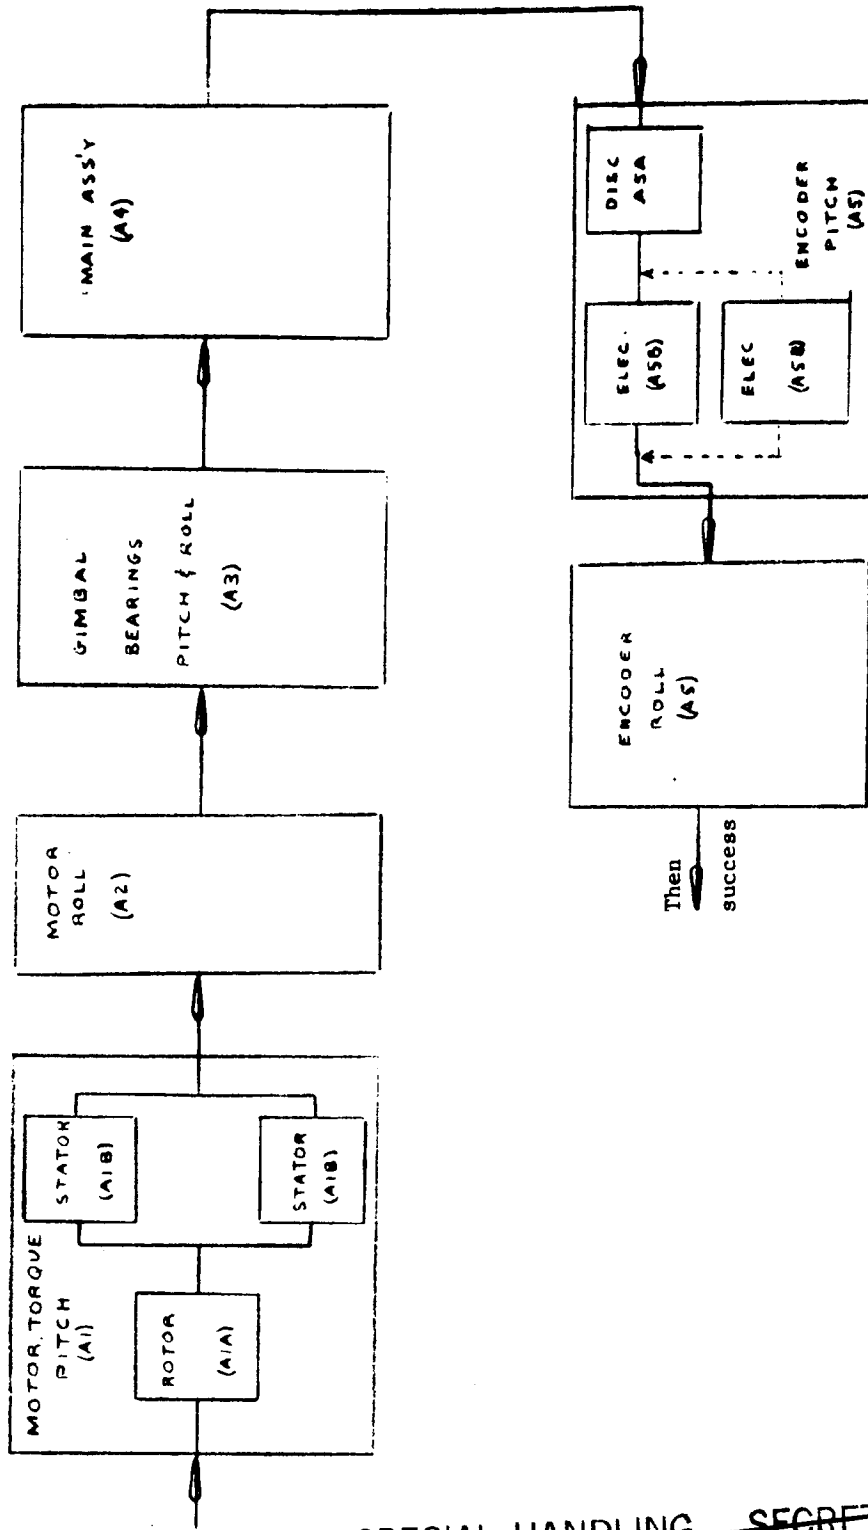 MOTOR, TORQUE
PITCH
(A1)
ROTOR
(A1A)
STATOR
(A1B)
STATOR
(A1B)
MOTOR
ROLL
(A2)
GIMBAL
BEARINGS
PITCH & ROLL
(A3)
MAIN ASS'Y
(A4)
DISC
A5A
ELEC.
(A5B)
ELEC
(A5B)
ENCODER
PITCH
(A5)
ENCODER
ROLL
(A5)
Then
success
SPECIAL HANDLING SECRET